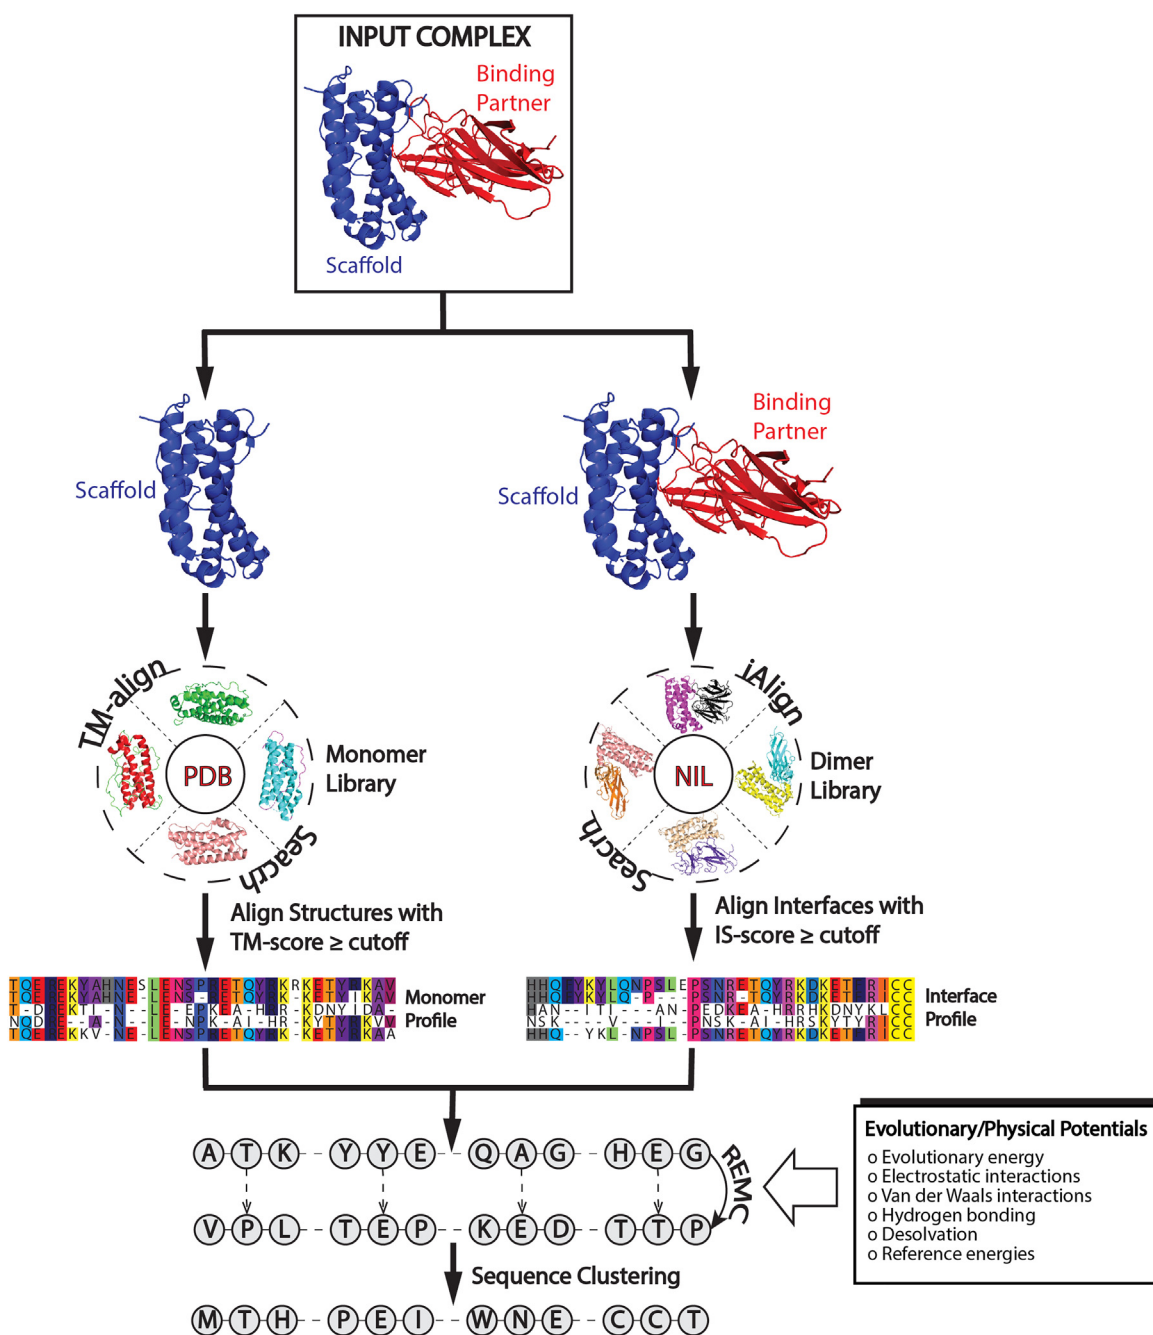 INPUT COMPLEX
Binding
Partner
Scaffold
Scaffold
Scaffold
Binding
Partner
TM-align
PDB
Monomer
Library
Seacrh
iAlign
NIL
Dimer
Library
Seacrh
Align Structures with
TM-score ≥ cutoff
Align Interfaces with
IS-score ≥ cutoff
Monomer
Profile
Interface
Profile
A T K Y Y E Q A G H E G
REMC
V P L T E P K E D T T P
Sequence Clustering
M T H P E I W N E C C T
Evolutionary/Physical Potentials
o Evolutionary energy
o Electrostatic interactions
o Van der Waals interactions
o Hydrogen bonding
o Desolvation
o Reference energies